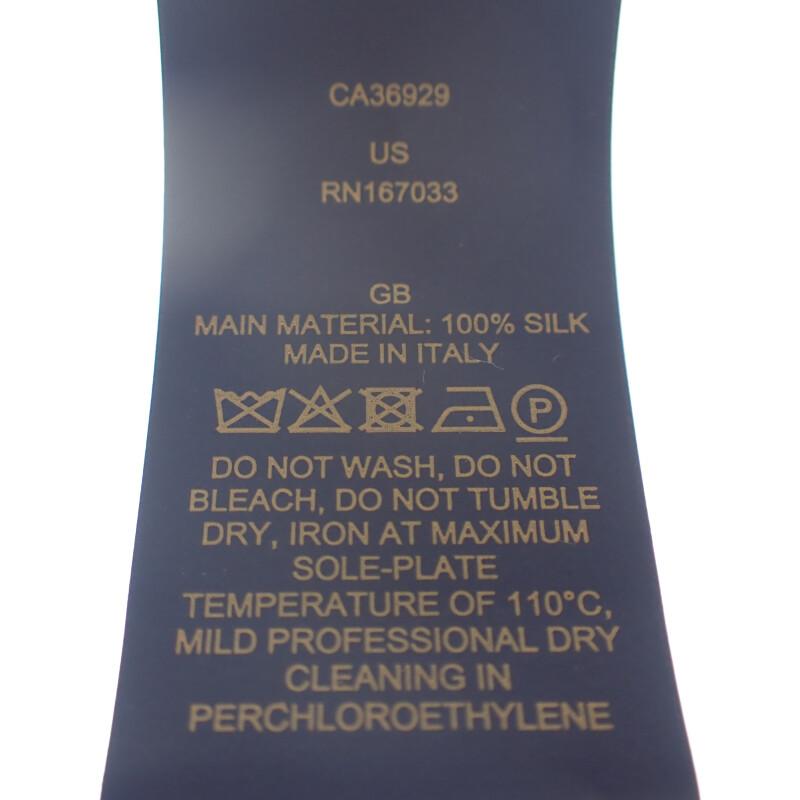 CA36929
US
RN167033
GB
MAIN MATERIAL: 100% SILK
MADE IN ITALY
P
DO NOT WASH, DO NOT
BLEACH, DO NOT TUMBLE
DRY, IRON AT MAXIMUM
SOLE-PLATE
TEMPERATURE OF 110°C,
MILD PROFESSIONAL DRY
CLEANING IN
PERCHLOROETHYLENE